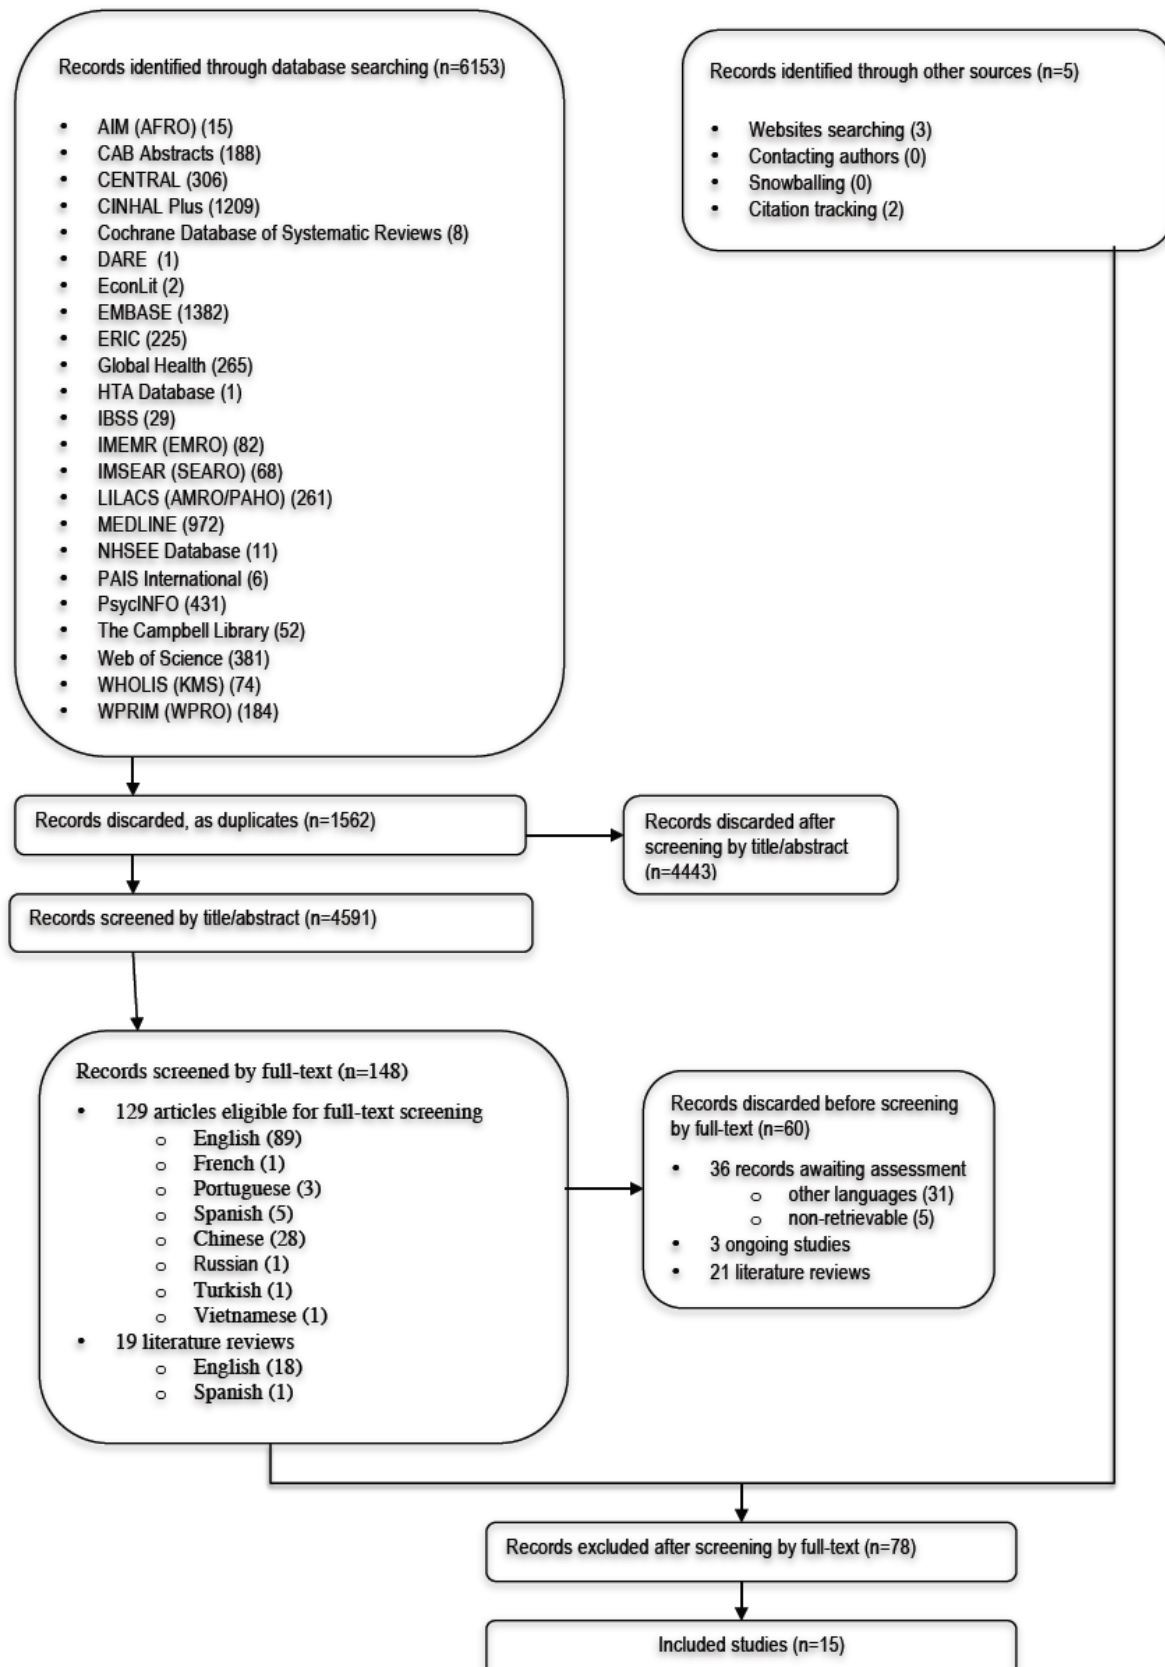 Records identified through database searching (n=6153)
• AIM (AFRO) (15)
• CAB Abstracts (188)
• CENTRAL (306)
• CINHAL Plus (1209)
• Cochrane Database of Systematic Reviews (8)
• DARE (1)
• EconLit (2)
• EMBASE (1382)
• ERIC (225)
• Global Health (265)
• HTA Database (1)
• IBSS (29)
• IMEMR (EMRO) (82)
• IMSEAR (SEARO) (68)
• LILACS (AMRO/PAHO) (261)
• MEDLINE (972)
• NHSEE Database (11)
• PAIS International (6)
• PsycINFO (431)
• The Campbell Library (52)
• Web of Science (381)
• WHOLIS (KMS) (74)
• WPRIM (WPRO) (184)
Records identified through other sources (n=5)
• Websites searching (3)
• Contacting authors (0)
• Snowballing (0)
• Citation tracking (2)
Records discarded, as duplicates (n=1562)
Records discarded after
screening by title/abstract
(n=4443)
Records screened by title/abstract (n=4591)
Records screened by full-text (n=148)
• 129 articles eligible for full-text screening
o English (89)
o French (1)
o Portuguese (3)
o Spanish (5)
o Chinese (28)
o Russian (1)
o Turkish (1)
o Vietnamese (1)
• 19 literature reviews
o English (18)
o Spanish (1)
Records discarded before screening
by full-text (n=60)
• 36 records awaiting assessment
o other languages (31)
o non-retrievable (5)
• 3 ongoing studies
• 21 literature reviews
Records excluded after screening by full-text (n=78)
Included studies (n=15)